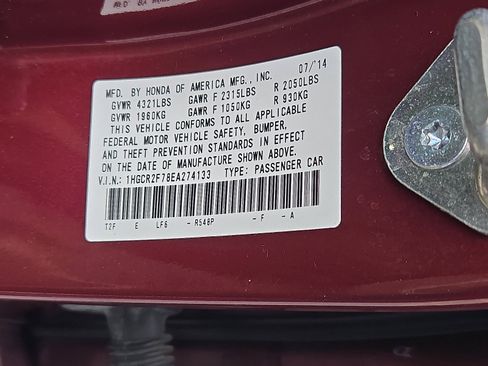 MFD. BY HONDA OF AMERICA MFG., INC. 07/'14
GVWR 4321LBS GAWR F 2315LBS R 2050LBS
GVWR 1960KG GAWR F 1050KG R 930KG
THIS VEHICLE CONFORMS TO ALL APPLICABLE
FEDERAL MOTOR VEHICLE SAFETY, BUMPER,
AND THEFT PREVENTION STANDARDS IN EFFECT
ON THE DATE OF MANUFACTURE SHOWN ABOVE.
V.I.N.: 1HGCR2F78EA274133 TYPE: PASSENGER CAR
T2F E LF6 -R548P -F -A